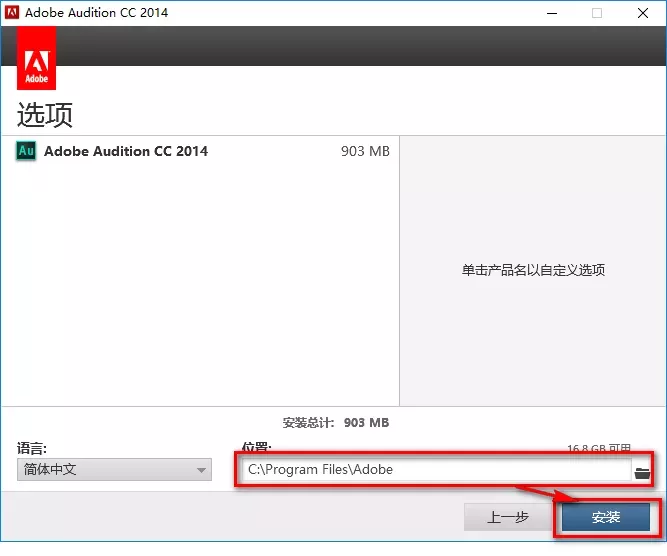 Adobe Audition CC 2014
Adobe
选项
Au Adobe Audition CC 2014 903 MB
单击产品名以自定义选项
安装总计: 903 MB
语言: 位置: 16.8 GB 可用
简体中文 C:\Program Files\Adobe
上一步 安装